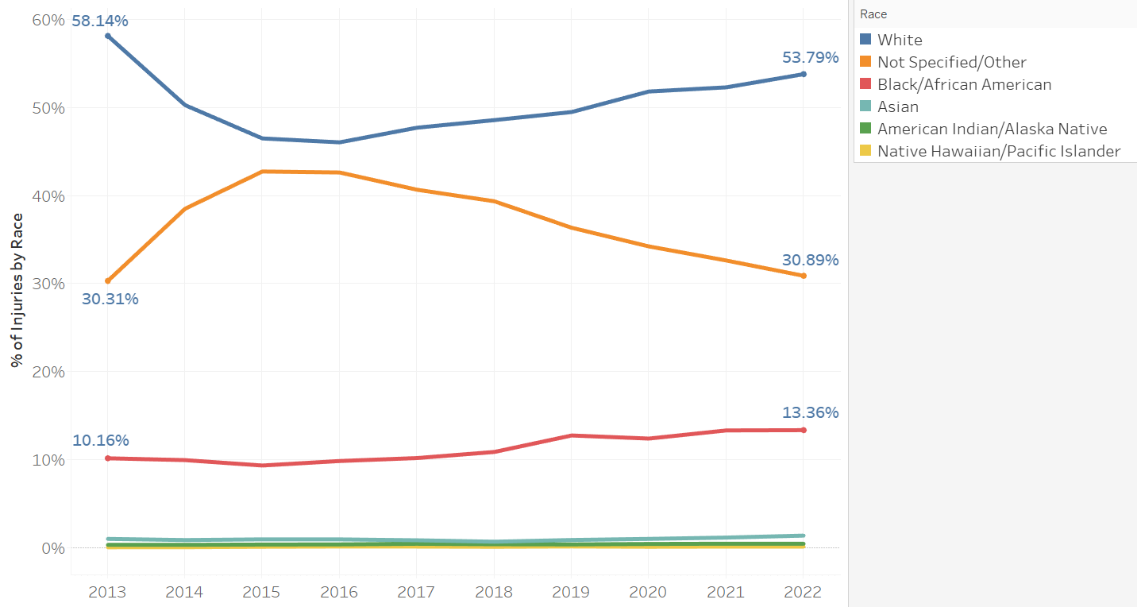 60%
58.14%
53.79%
50%
40%
30%
30.31%
30.89%
20%
10.16%
13.36%
10%
0%
% of Injuries by Race
2013 2014 2015 2016 2017 2018 2019 2020 2021 2022
Race
White
Not Specified/Other
Black/African American
Asian
American Indian/Alaska Native
Native Hawaiian/Pacific Islander